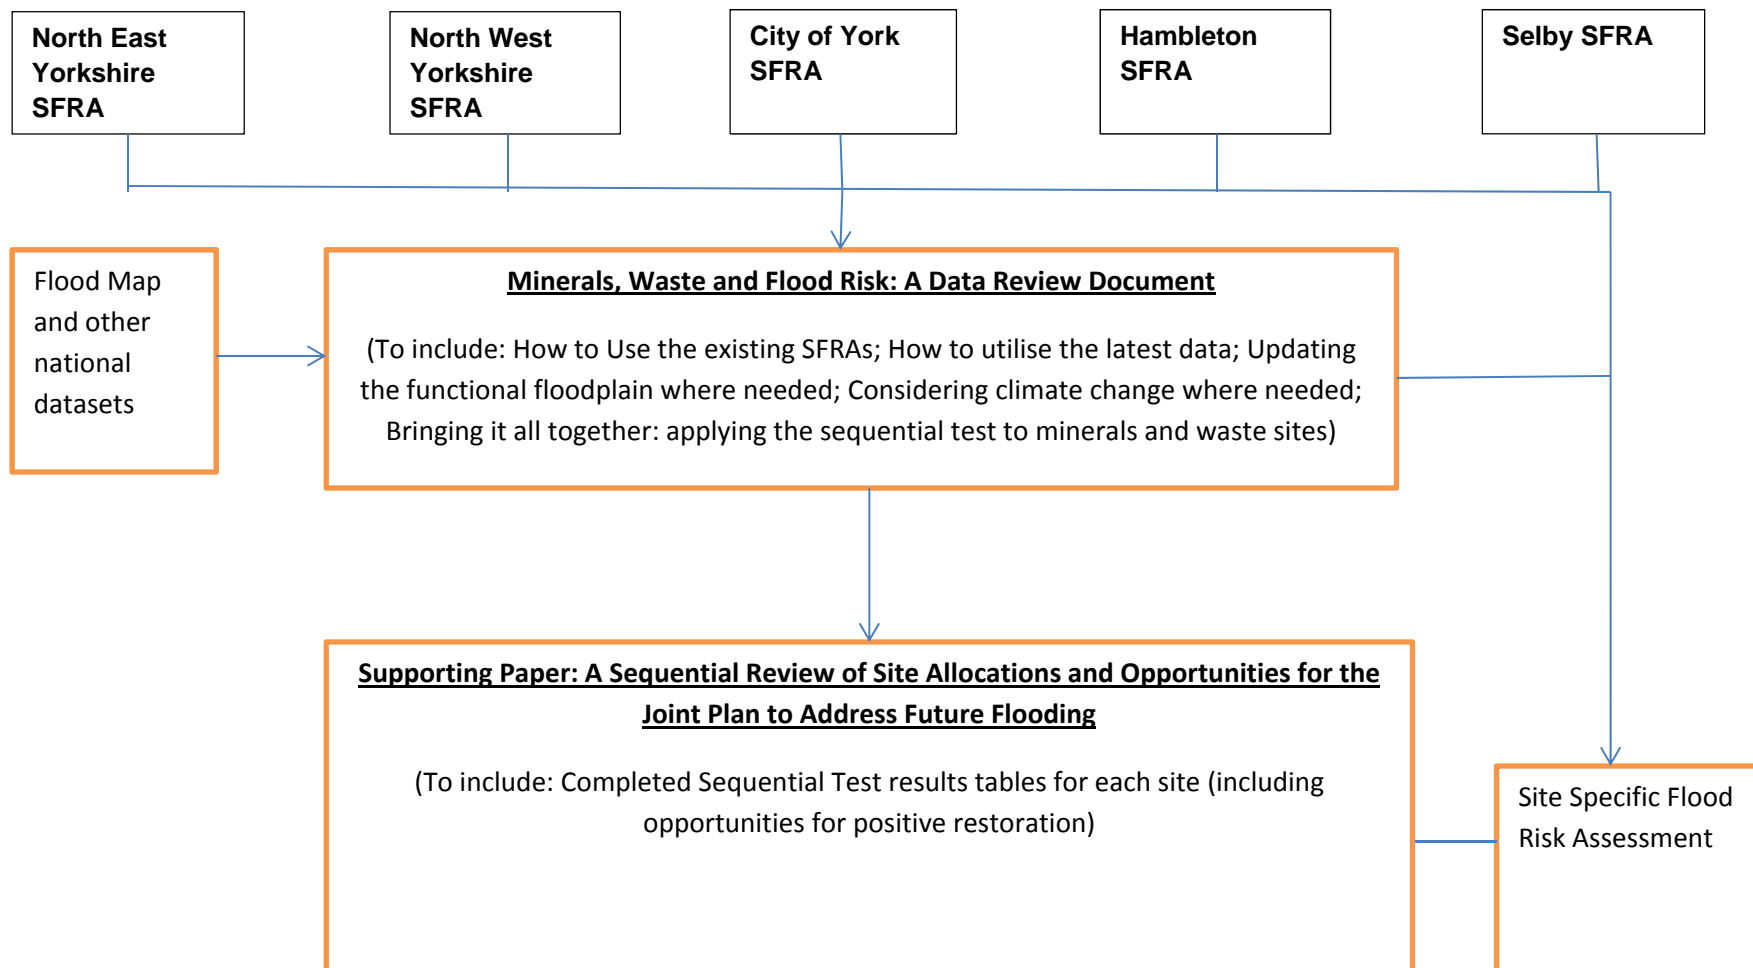 North East
Yorkshire
SFRA
North West
Yorkshire
SFRA
City of York
SFRA
Hambleton
SFRA
Selby SFRA
Flood Map
and other
national
datasets
Minerals, Waste and Flood Risk: A Data Review Document
(To include: How to Use the existing SFRAs; How to utilise the latest data; Updating
the functional floodplain where needed; Considering climate change where needed;
Bringing it all together: applying the sequential test to minerals and waste sites)
Supporting Paper: A Sequential Review of Site Allocations and Opportunities for the
Joint Plan to Address Future Flooding
(To include: Completed Sequential Test results tables for each site (including
opportunities for positive restoration)
Site Specific Flood
Risk Assessment